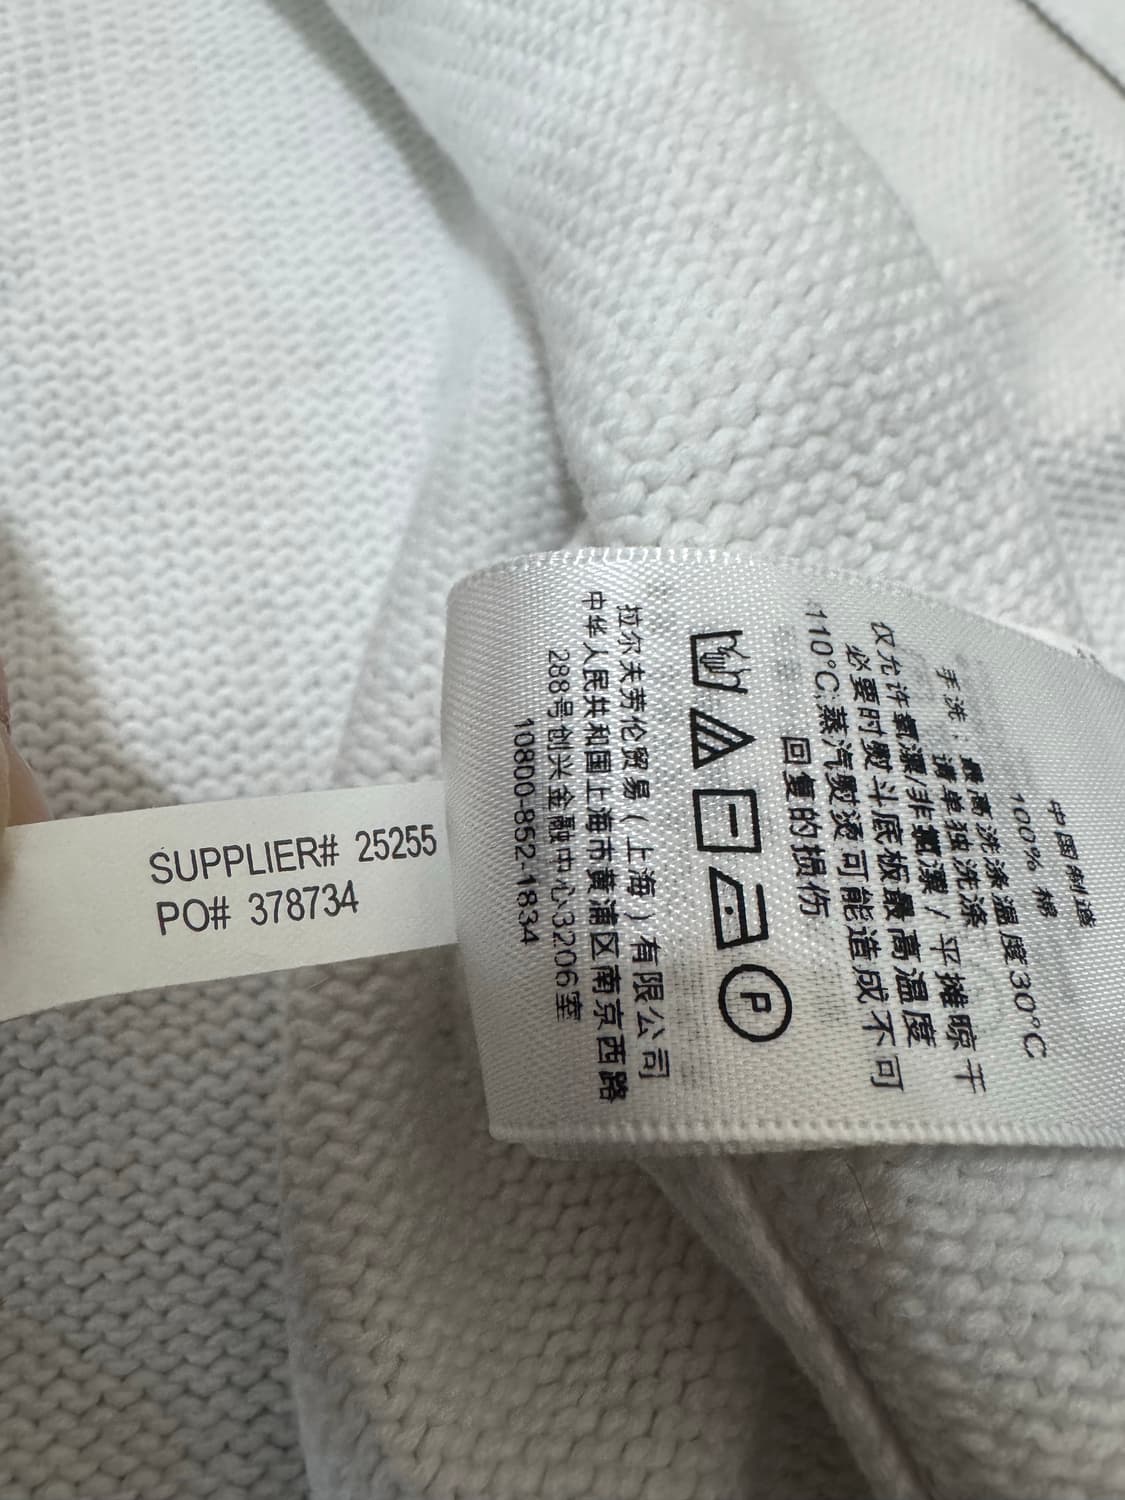 SUPPLIER# 25255
PO# 378734
中国制造
100% 棉
手洗，最高洗涤温度30°C
请单独洗涤
仅允许氧漂/非氯漂 / 平摊晾干
必要时熨斗底板最高温度
110°C.蒸汽熨烫可能造成不可
回复的损伤
P
拉尔夫劳伦贸易（上海）有限公司
中华人民共和国上海市黄浦区南京西路
288号创兴金融中心3206室
10800-852-1834